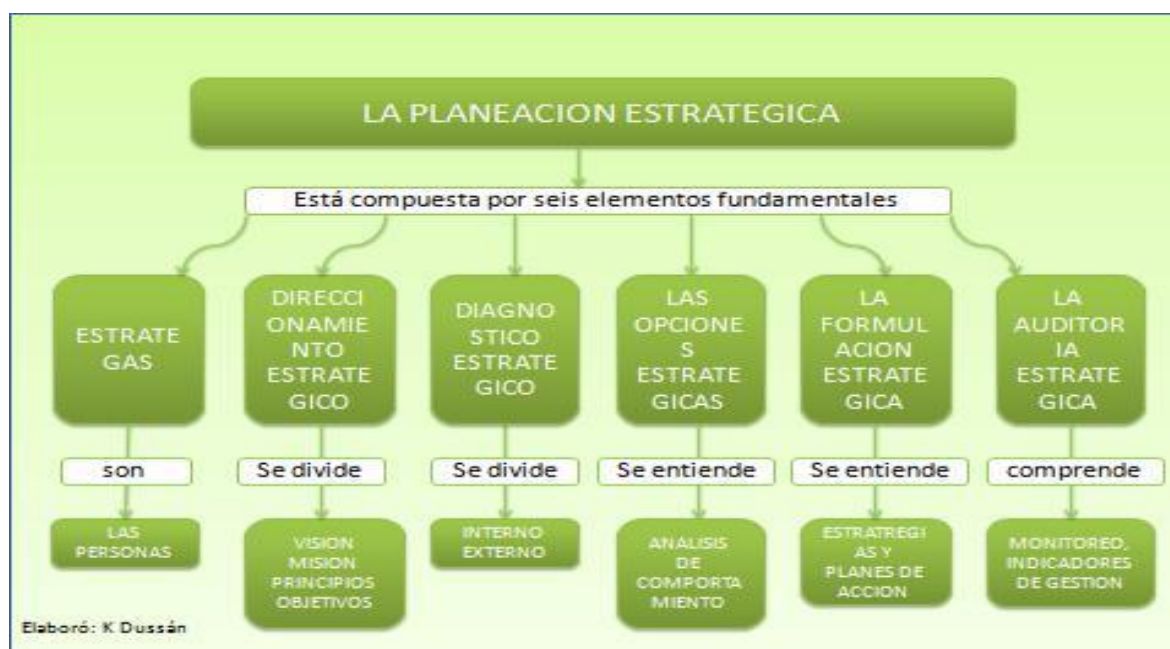 LA PLANEACION ESTRATEGICA
Está compuesta por seis elementos fundamentales
ESTRATE
GAS
DIRECCI
ONAMIE
NTO
ESTRATE
GICO
DIAGNO
STICO
ESTRATE
GICO
LAS
OPCIONE
S
ESTRATE
GICAS
LA
FORMUL
ACION
ESTRATE
GICA
LA
AUDITOR
IA
ESTRATE
GICA
son
Se divide
Se divide
Se entiende
Se entiende
comprende
LAS
PERSONAS
VISION
MISION
PRINCIPIOS
OBJETIVOS
INTERNO
EXTERNO
ANALISIS
DE
COMPORTA
MIENTO
ESTRATREGI
AS Y
PLANES DE
ACCION
MONITOREO,
INDICADORES
DE GESTION
Elaboró: K Dussán